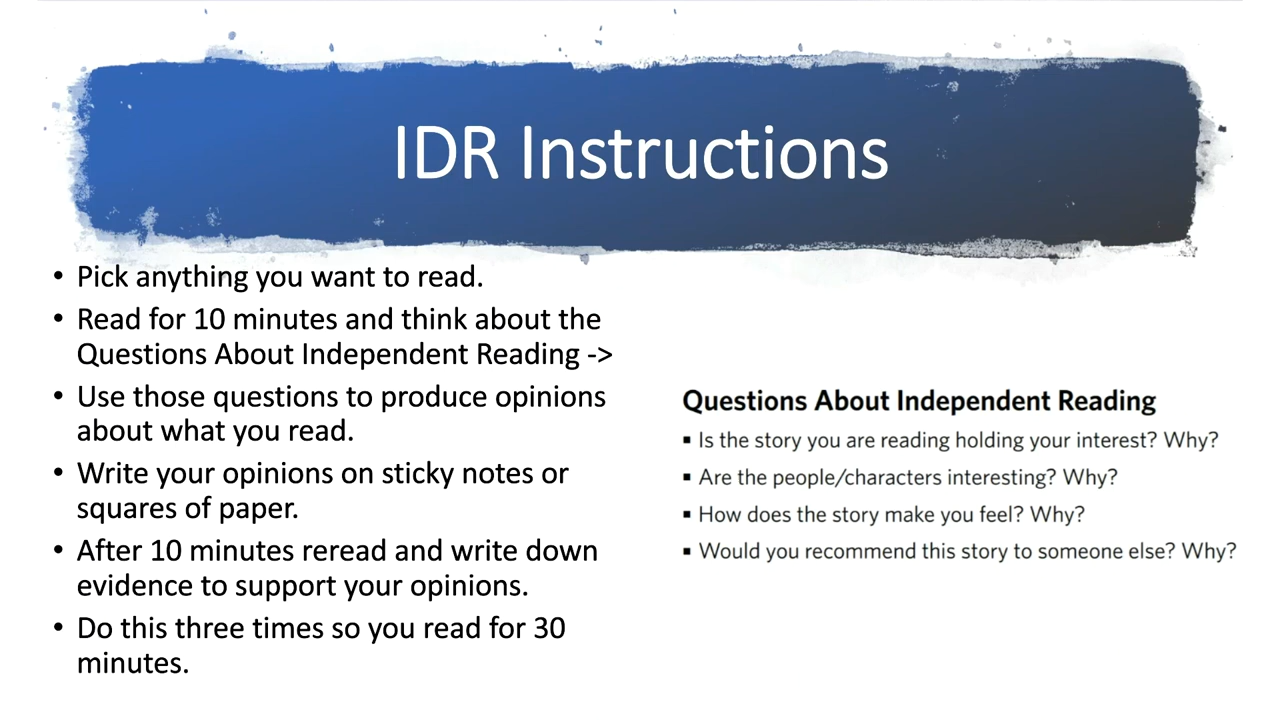 IDR Instructions
• Pick anything you want to read.
• Read for 10 minutes and think about the
Questions About Independent Reading ->
• Use those questions to produce opinions
about what you read.
• Write your opinions on sticky notes or
squares of paper.
• After 10 minutes reread and write down
evidence to support your opinions.
• Do this three times so you read for 30
minutes.
Questions About Independent Reading
▪ Is the story you are reading holding your interest? Why?
▪ Are the people/characters interesting? Why?
▪ How does the story make you feel? Why?
▪ Would you recommend this story to someone else? Why?